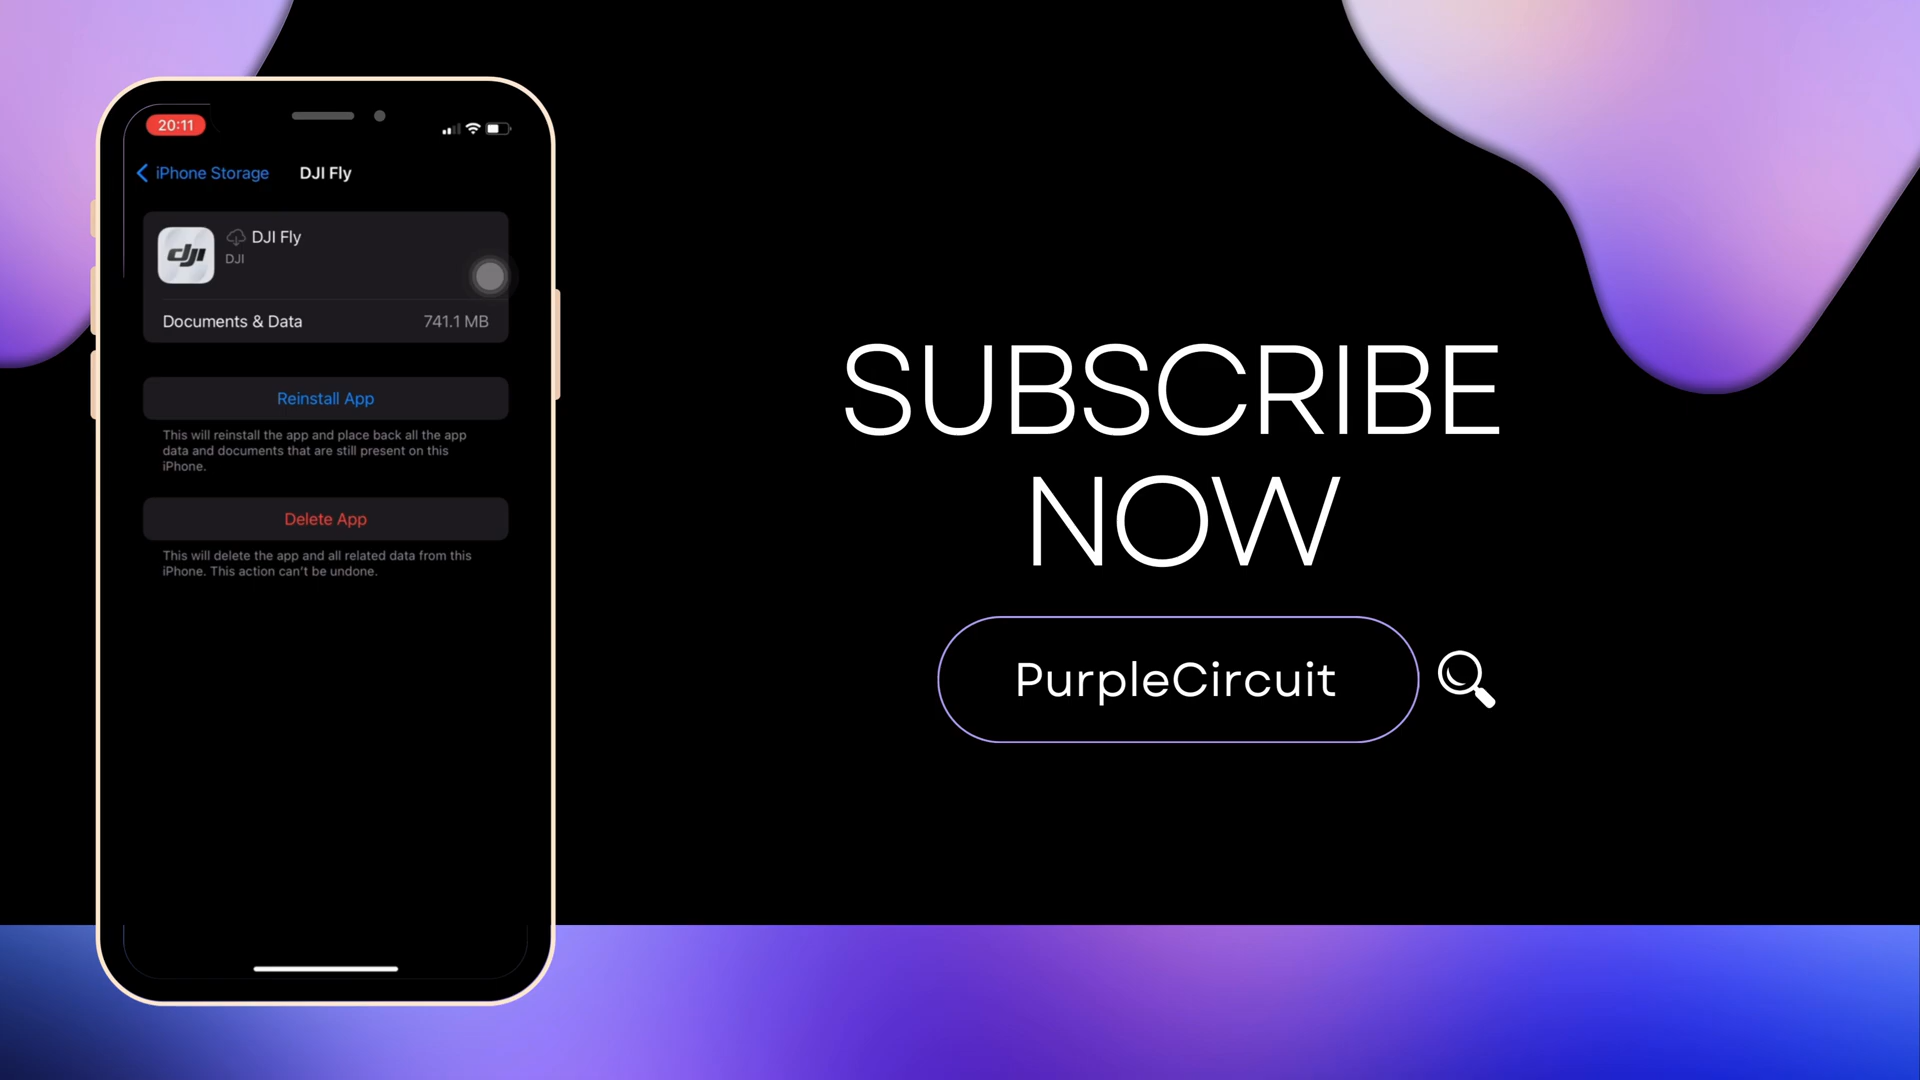 20:11
iPhone Storage
DJI Fly
dji
DJI Fly
DJI
Documents & Data 741.1 MB
Reinstall App
This will reinstall the app and place back all the app
data and documents that are still present on this
iPhone.
Delete App
This will delete the app and all related data from this
iPhone. This action can't be undone.
SUBSCRIBE
NOW
PurpleCircuit